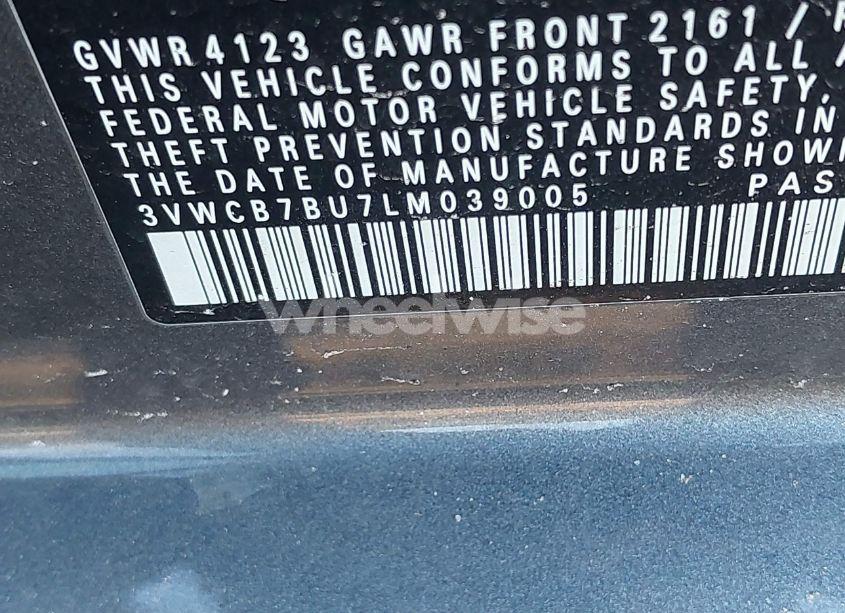 GVWR 4123 GAWR FRONT 2161 /
THIS VEHICLE CONFORMS TO ALL
FEDERAL MOTOR VEHICLE SAFETY,
THEFT PREVENTION STANDARDS IN
THE DATE OF MANUFACTURE SHOWN
3VWCB7BU7LM039005 PAS
wheelwise